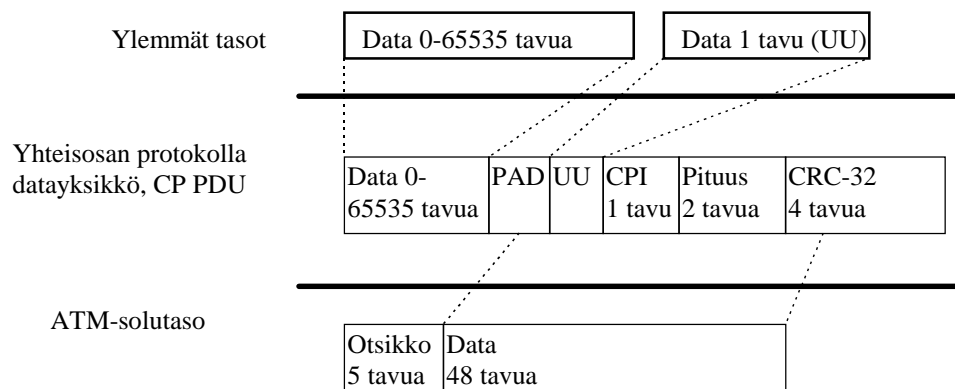 Ylemmät tasot
Data 0-65535 tavua
Data 1 tavu (UU)
Yhteisosan protokolla
datayksikkö, CP PDU
Data 0-
65535 tavua
PAD
UU
CPI
1 tavu
Pituus
2 tavua
CRC-32
4 tavua
ATM-solutaso
Otsikko
5 tavua
Data
48 tavua